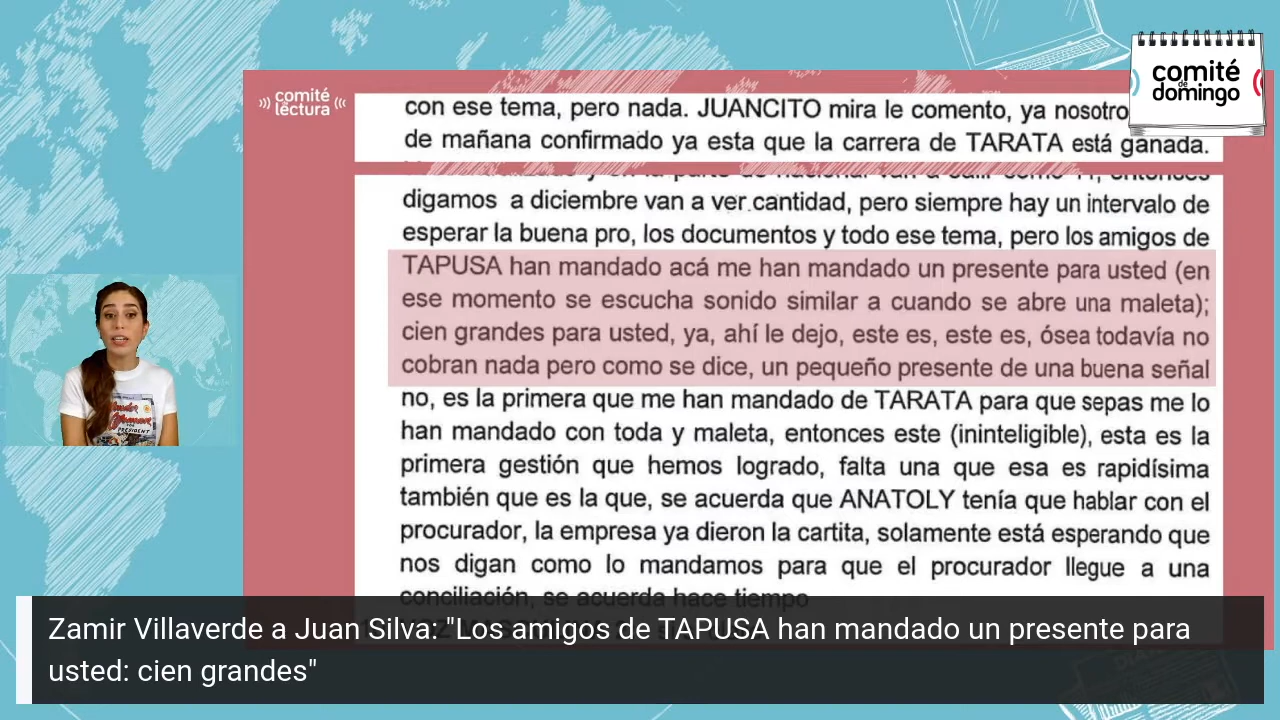 comité
de
domingo
comité
lectura
con ese tema, pero nada. JUANCITO mira le comento, ya nosotro
de mañana confirmado ya esta que la carrera de TARATA está ganada.
digamos a diciembre van a ver cantidad, pero siempre hay un intervalo de
esperar la buena pro, los documentos y todo ese tema, pero los amigos de
TAPUSA han mandado acá me han mandado un presente para usted (en
ese momento se escucha sonido similar a cuando se abre una maleta);
cien grandes para usted, ya, ahí le dejo, este es, este es, ósea todavía no
cobran nada pero como se dice, un pequeño presente de una buena señal
no, es la primera que me han mandado de TARATA para que sepas me lo
han mandado con toda y maleta, entonces este (ininteligible), esta es la
primera gestión que hemos logrado, falta una que esa es rapidísima
también que es la que, se acuerda que ANATOLY tenía que hablar con el
procurador, la empresa ya dieron la cartita, solamente está esperando que
nos digan como lo mandamos para que el procurador llegue a una
conciliación, se acuerda hace tiempo
PRESIDENT
Zamir Villaverde a Juan Silva: "Los amigos de TAPUSA han mandado un presente para
usted: cien grandes"